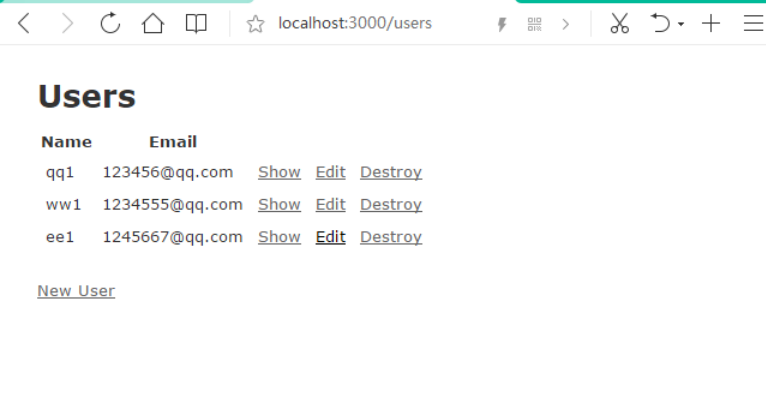 localhost:3000/users
Users
Name Email
qq1 123456@qq.com Show Edit Destroy
ww1 1234555@qq.com Show Edit Destroy
ee1 1245667@qq.com Show Edit Destroy
New User